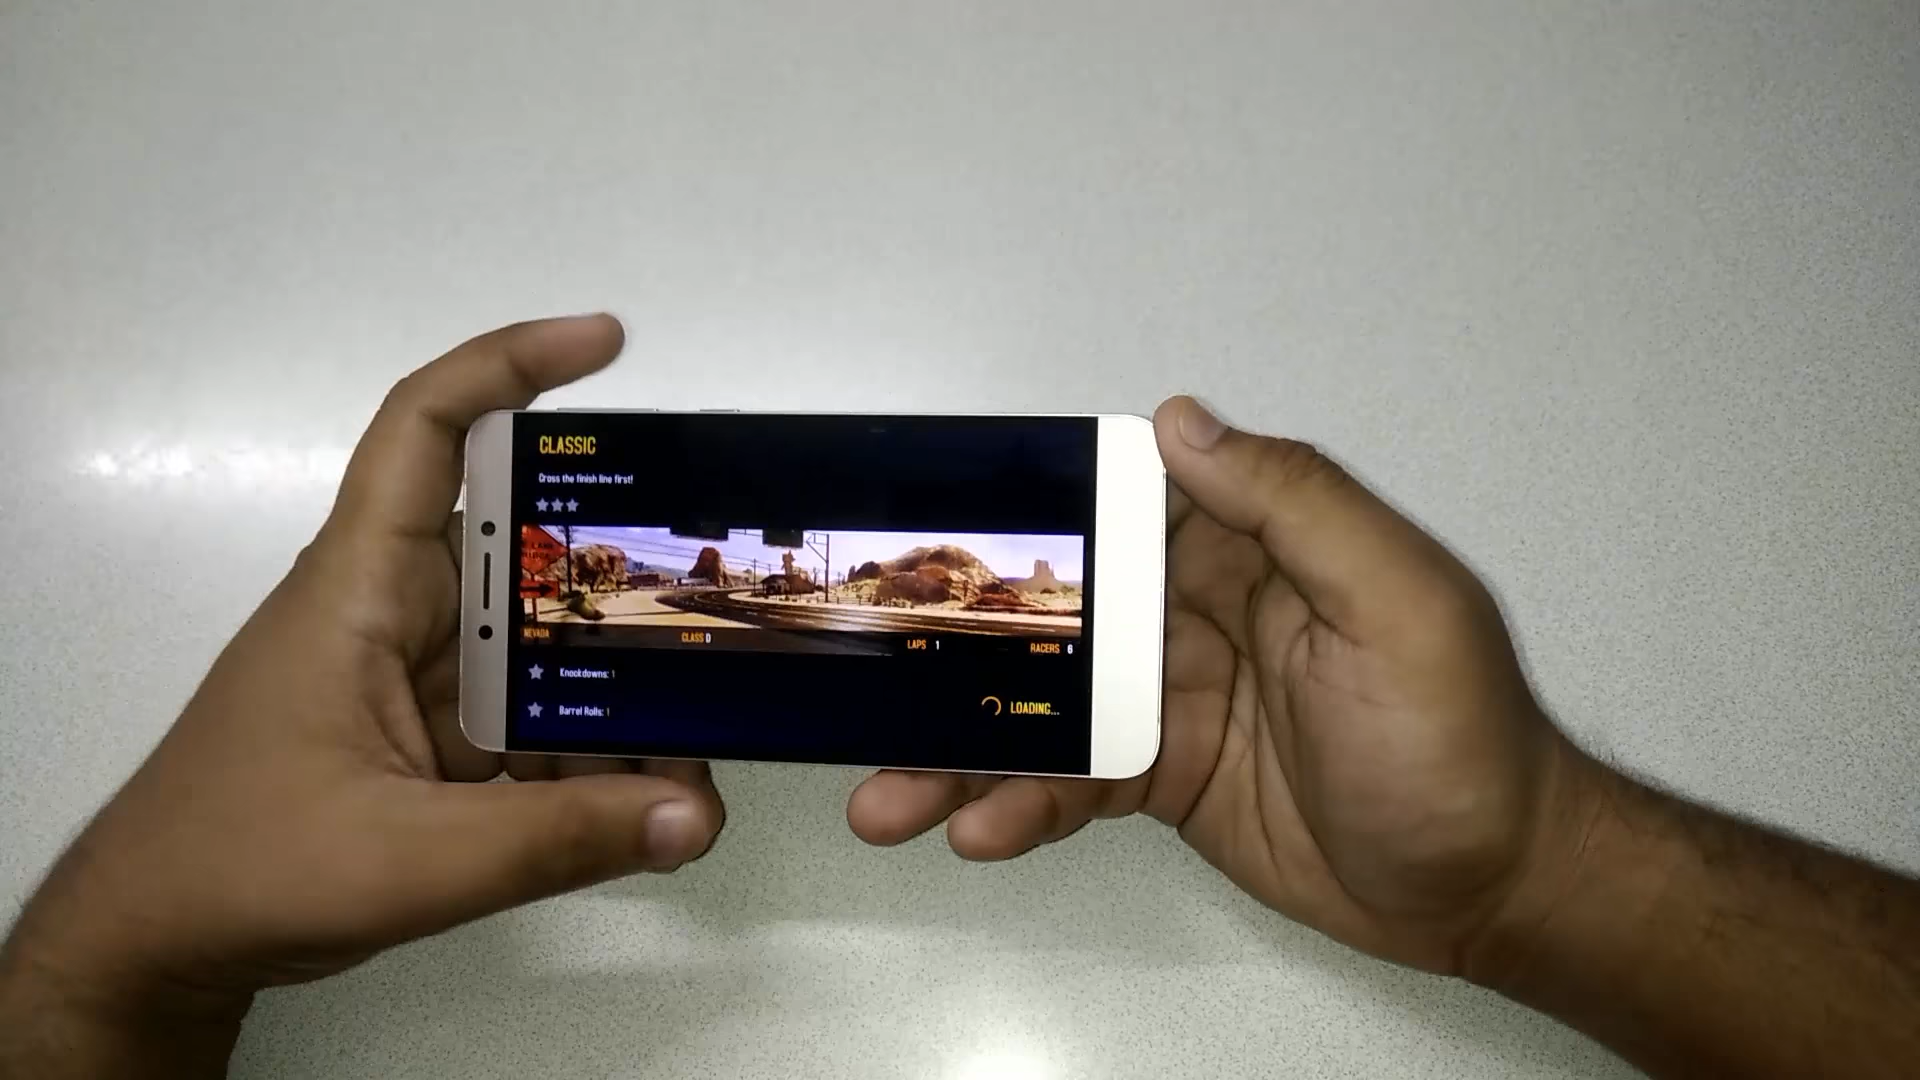 CLASSIC
Cross the finish line first!
NEVADA
CLASS D
LAPS 1
RACERS 6
Knockdowns: 1
Barrel Rolls: 1
LOADING...